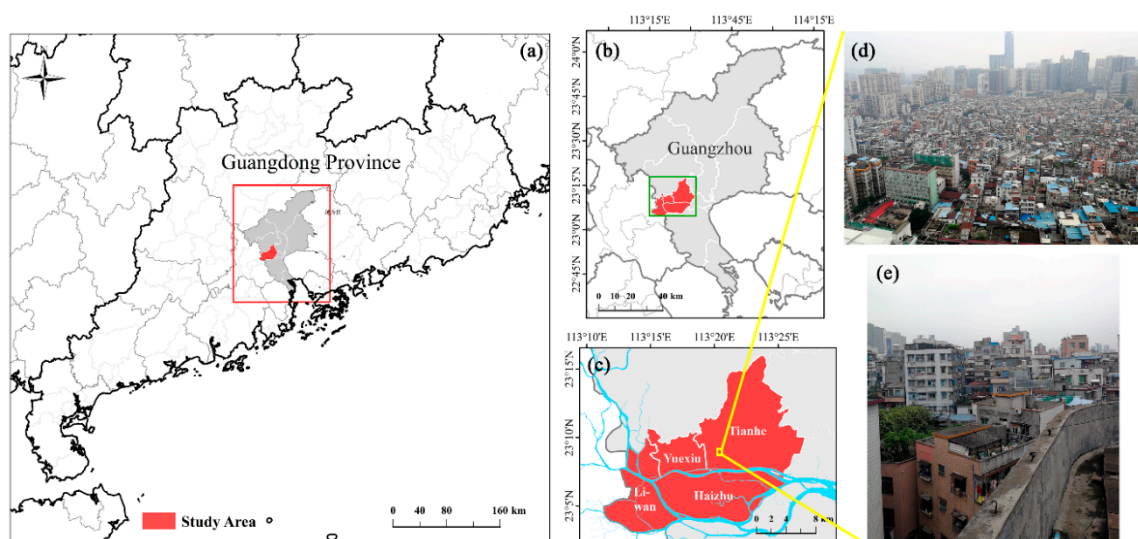 (a)
Guangdong Province
Study Area
0 40 80 160 km
(b)
113°15'E 113°45'E 114°15'E
24°0'N
23°45'N
23°30'N
23°15'N
23°0'N
22°45'N
Guangzhou
0 10 20 40 km
(c)
113°10'E 113°15'E 113°20'E 113°25'E
23°15'N
23°10'N
23°5'N
Tianhe
Yuexiu
Li-
wan
Haizhu
0 2 4 8 km
(d)
(e)